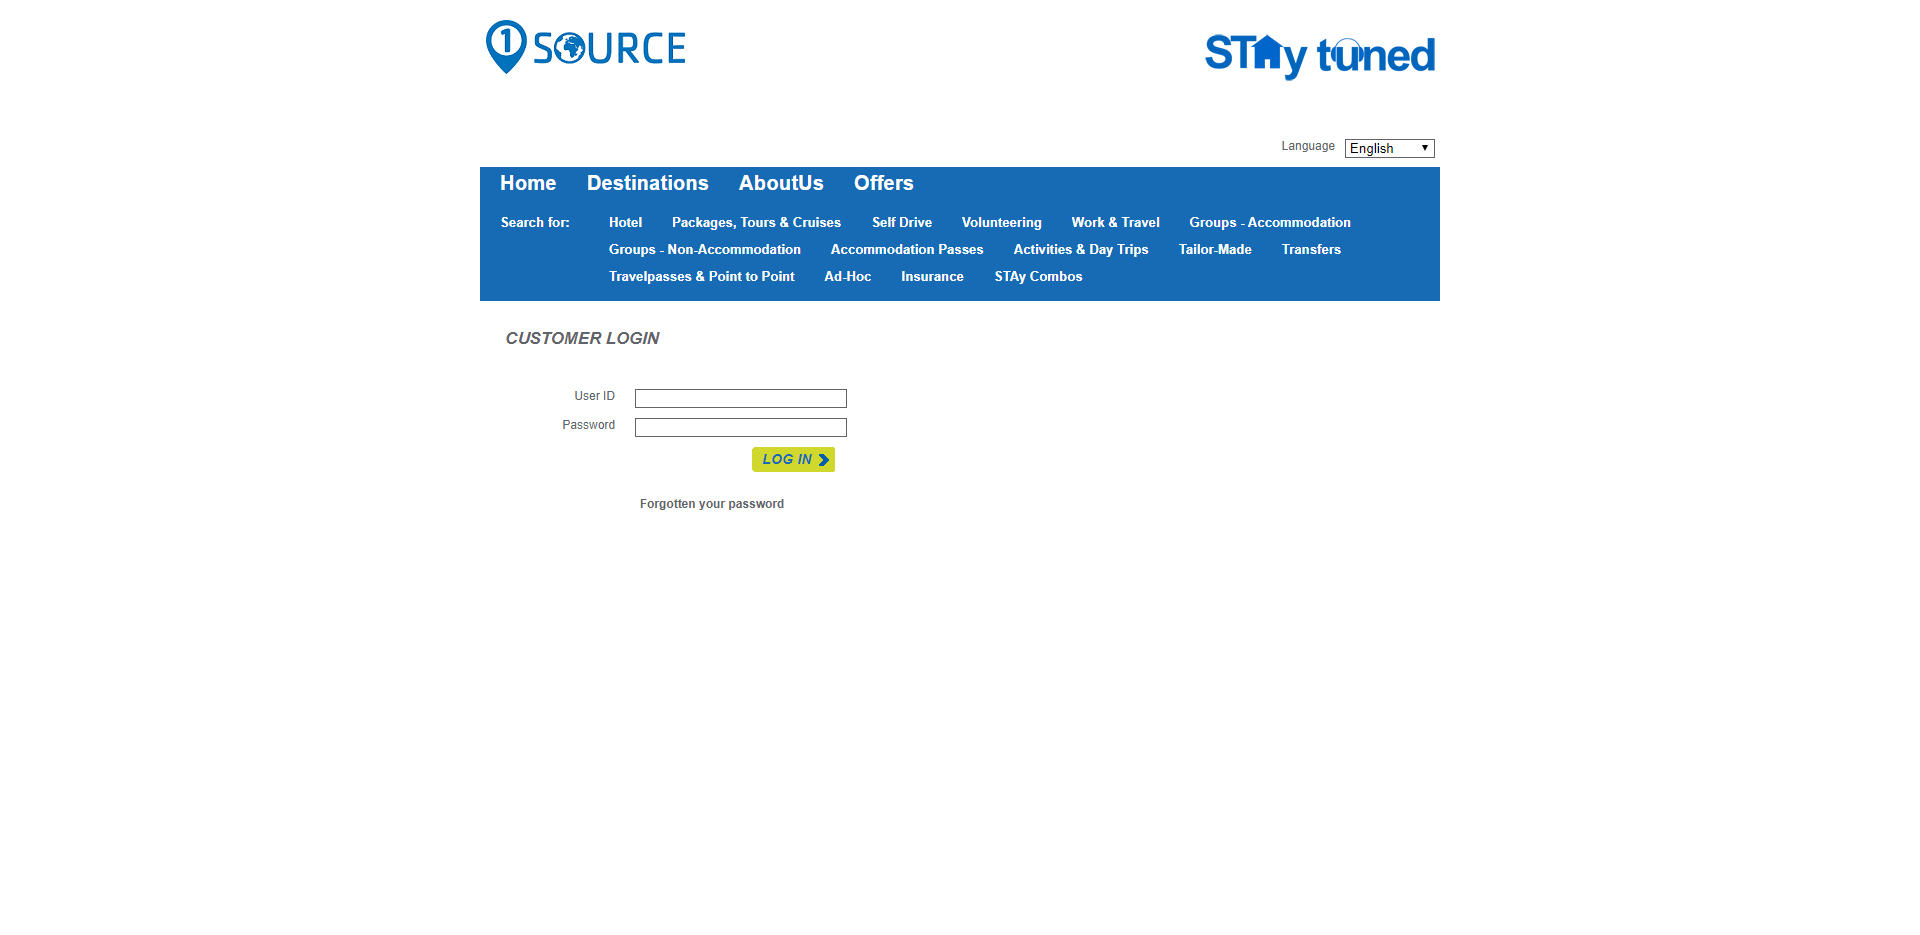 1 SOURCE
STAy tuned
Language English
Home Destinations AboutUs Offers
Search for: Hotel Packages, Tours & Cruises Self Drive Volunteering Work & Travel Groups - Accommodation
Groups - Non-Accommodation Accommodation Passes Activities & Day Trips Tailor-Made Transfers
Travelpasses & Point to Point Ad-Hoc Insurance STAy Combos
CUSTOMER LOGIN
User ID
Password
LOG IN
Forgotten your password